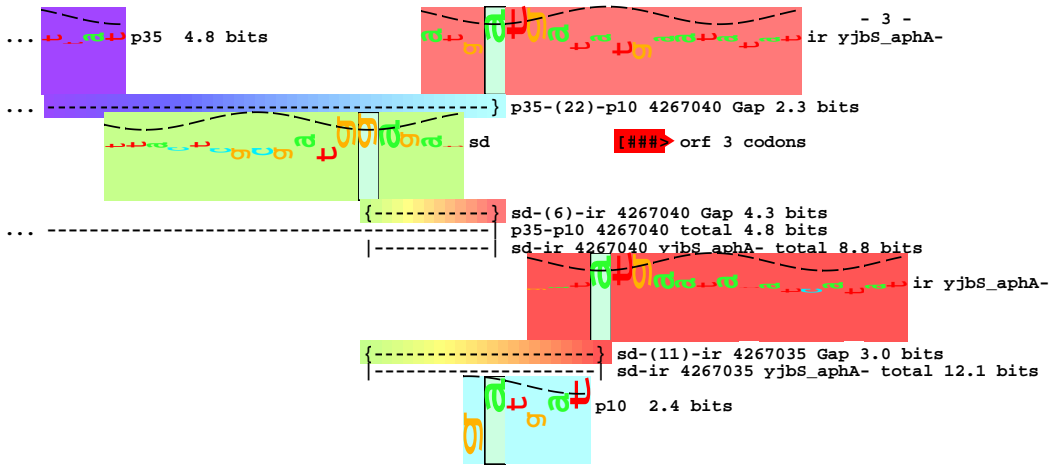 - 3 -
... p35 4.8 bits
ir yjbS_aphA-
... ---------------------------------------------} p35-(22)-p10 4267040 Gap 2.3 bits
sd
[###> orf 3 codons
{-----------} sd-(6)-ir 4267040 Gap 4.3 bits
... ---------------------------------------------| p35-p10 4267040 total 4.8 bits
|-----------| sd-ir 4267040 yjbS_aphA- total 8.8 bits
ir yjbS_aphA-
{---------------------} sd-(11)-ir 4267035 Gap 3.0 bits
|---------------------| sd-ir 4267035 yjbS_aphA- total 12.1 bits
p10 2.4 bits